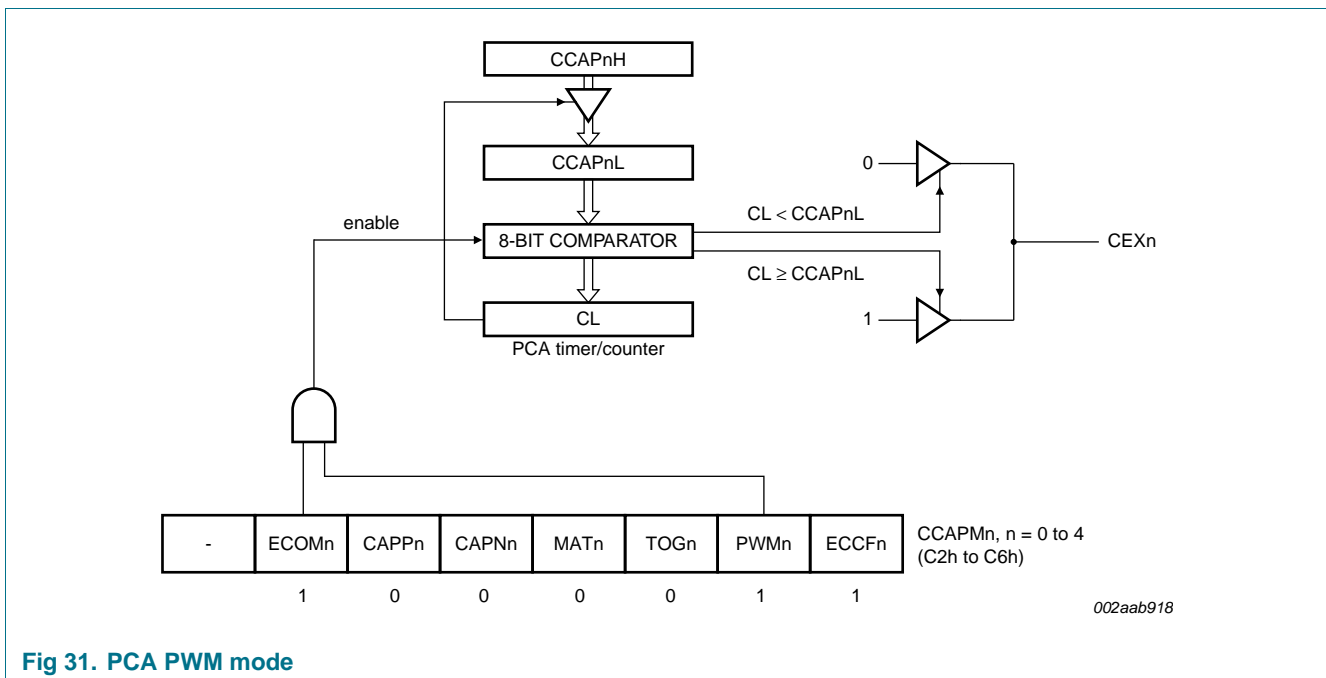 CCAPnH
CCAPnL
0
CL < CCAPnL
enable
8-BIT COMPARATOR
CEXn
CL ≥ CCAPnL
CL
1
PCA timer/counter
- ECOMn CAPPn CAPNn MATn TOGn PWMn ECCFn
CCAPMn, n = 0 to 4
(C2h to C6h)
1 0 0 0 0 1 1
002aab918
Fig 31. PCA PWM mode